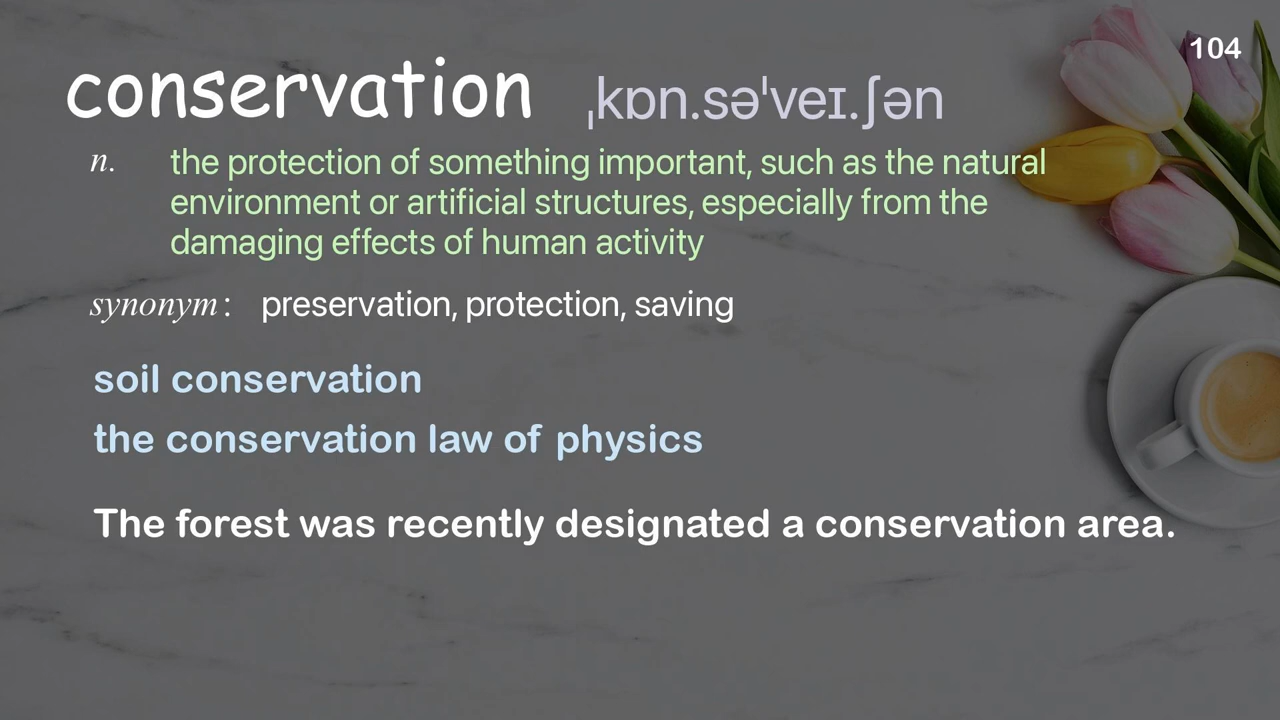 104
conservation ˌkɒn.səˈveɪ.ʃən
n. the protection of something important, such as the natural
environment or artificial structures, especially from the
damaging effects of human activity
synonym: preservation, protection, saving
soil conservation
the conservation law of physics
The forest was recently designated a conservation area.